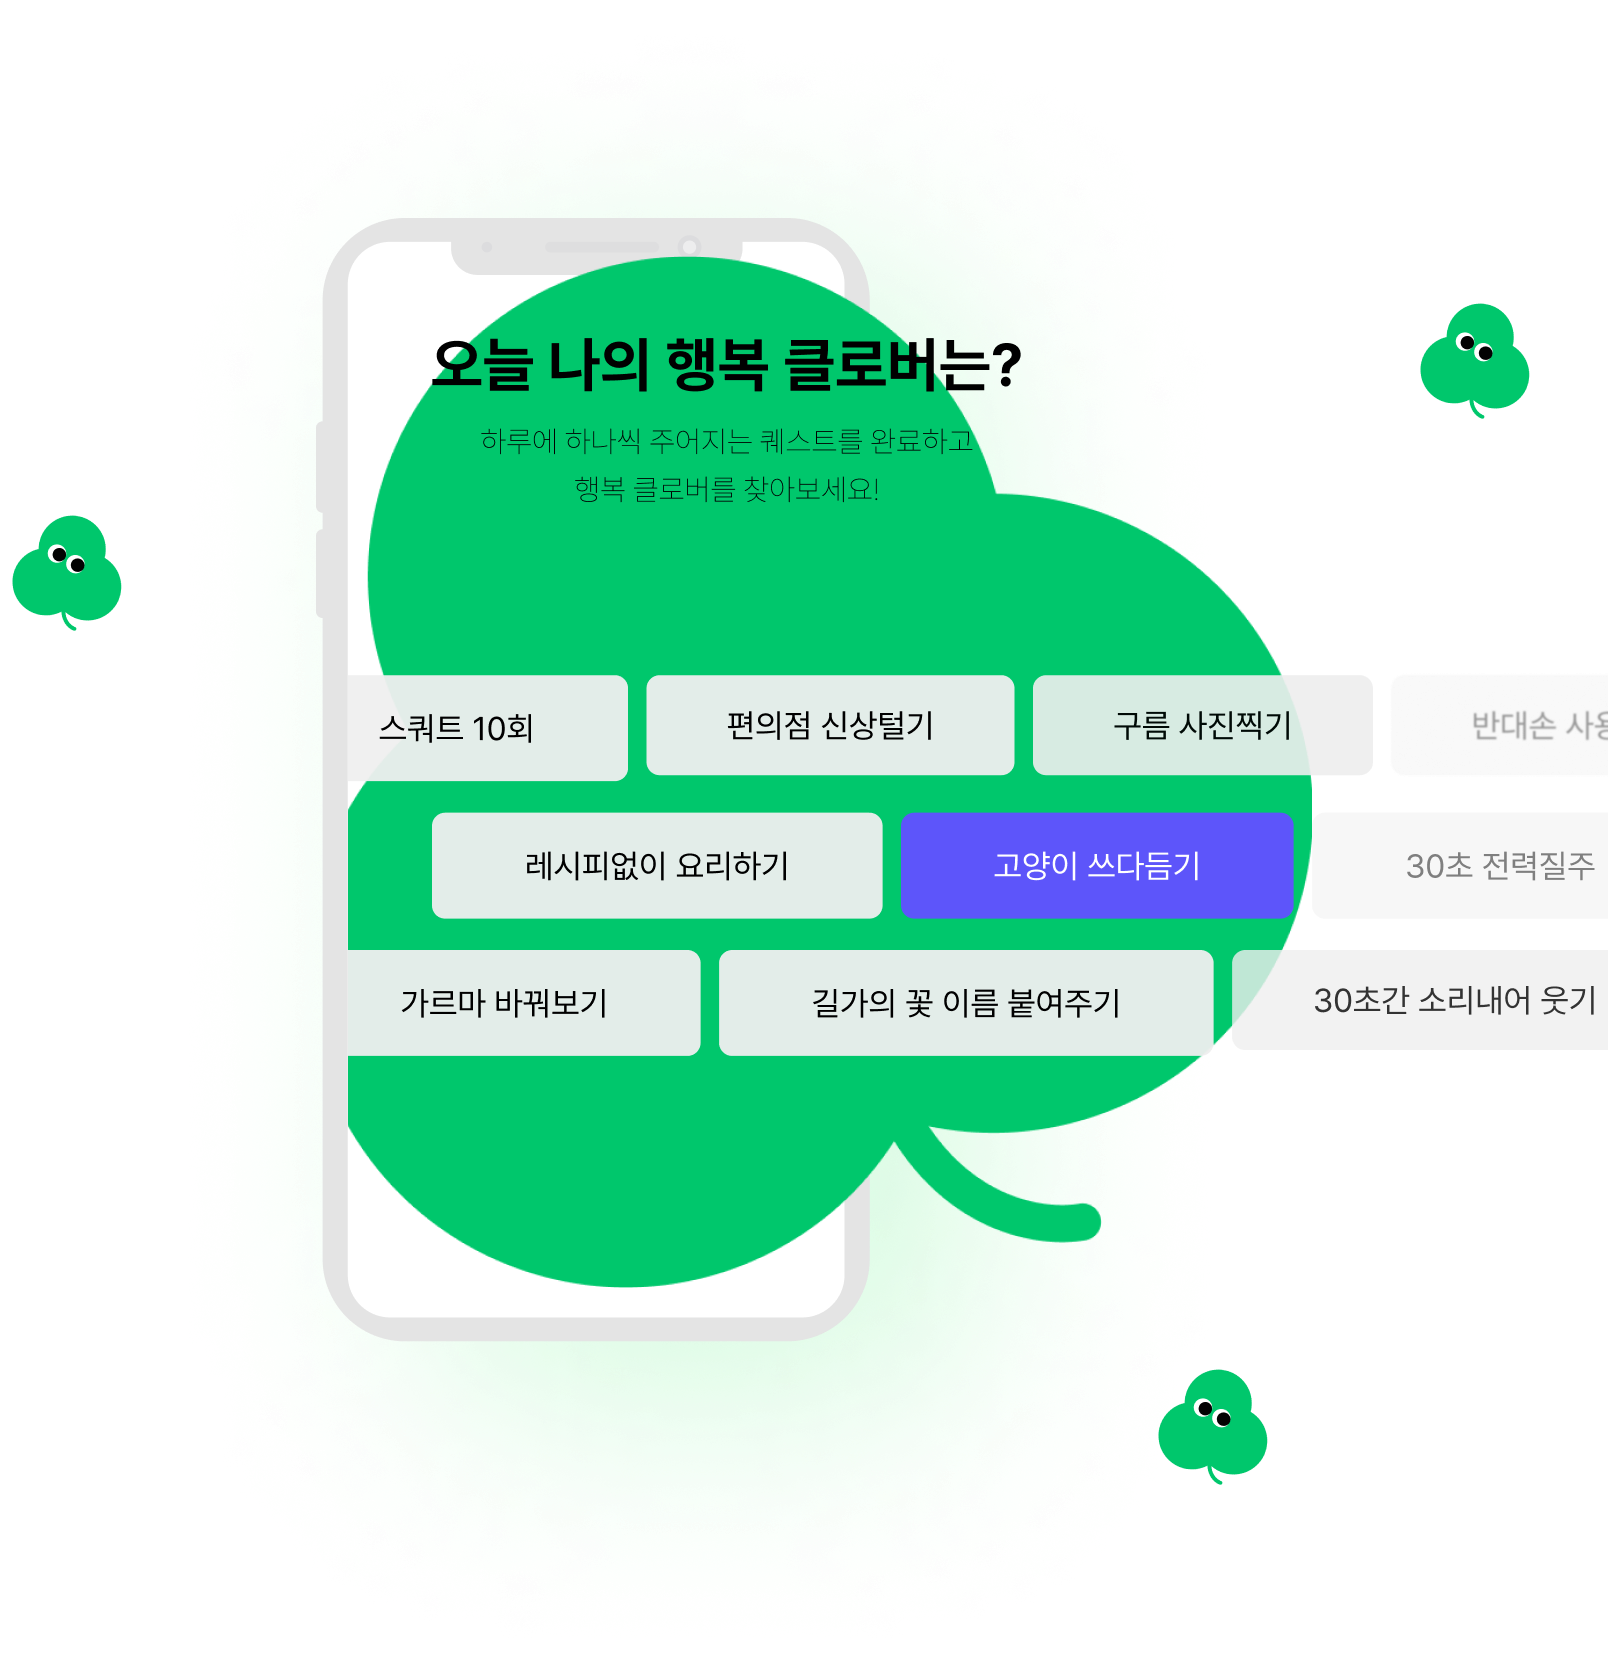 오늘 나의 행복 클로버는?
하루에 하나씩 주어지는 퀘스트를 완료하고
행복 클로버를 찾아보세요!
스쿼트 10회
편의점 신상털기
구름 사진찍기
반대손
레시피없이 요리하기
고양이 쓰다듬기
30초 전력질주
가르마 바꿔보기
길가의 꽃 이름 붙여주기
30초간 소리내어 웃기